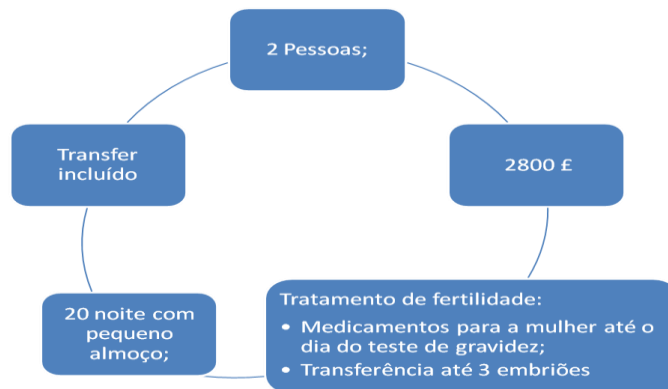 2 Pessoas;
2800 £
Tratamento de fertilidade:
• Medicamentos para a mulher até o
dia do teste de gravidez;
• Transferência até 3 embriões
20 noite com
pequeno
almoço;
Transfer
incluído